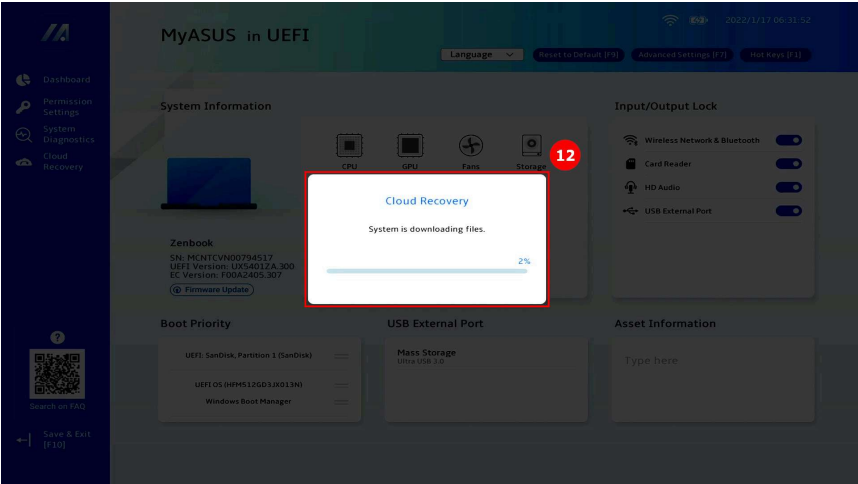 MyASUS in UEFI
2022/1/17 06:31:52
Language
Reset to Default [F9]
Advanced Settings [F7]
Hot Keys [F1]
Dashboard
Permission
Settings
System
Diagnostics
Cloud
Recovery
System Information
CPU
GPU
Fans
Storage
12
Zenbook
SN: MCNTCVN00794517
UEFI Version: UX5401ZA.300
EC Version: F00A2405.307
Firmware Update
Cloud Recovery
System is downloading files.
2%
Input/Output Lock
Wireless Network & Bluetooth
Card Reader
HD Audio
USB External Port
Boot Priority
UEFI: SanDisk, Partition 1 (SanDisk)
UEFI OS (HFM512GD3JX013N)
Windows Boot Manager
USB External Port
Mass Storage
Ultra USB 3.0
Asset Information
Type here
?
Search on FAQ
Save & Exit
[F10]